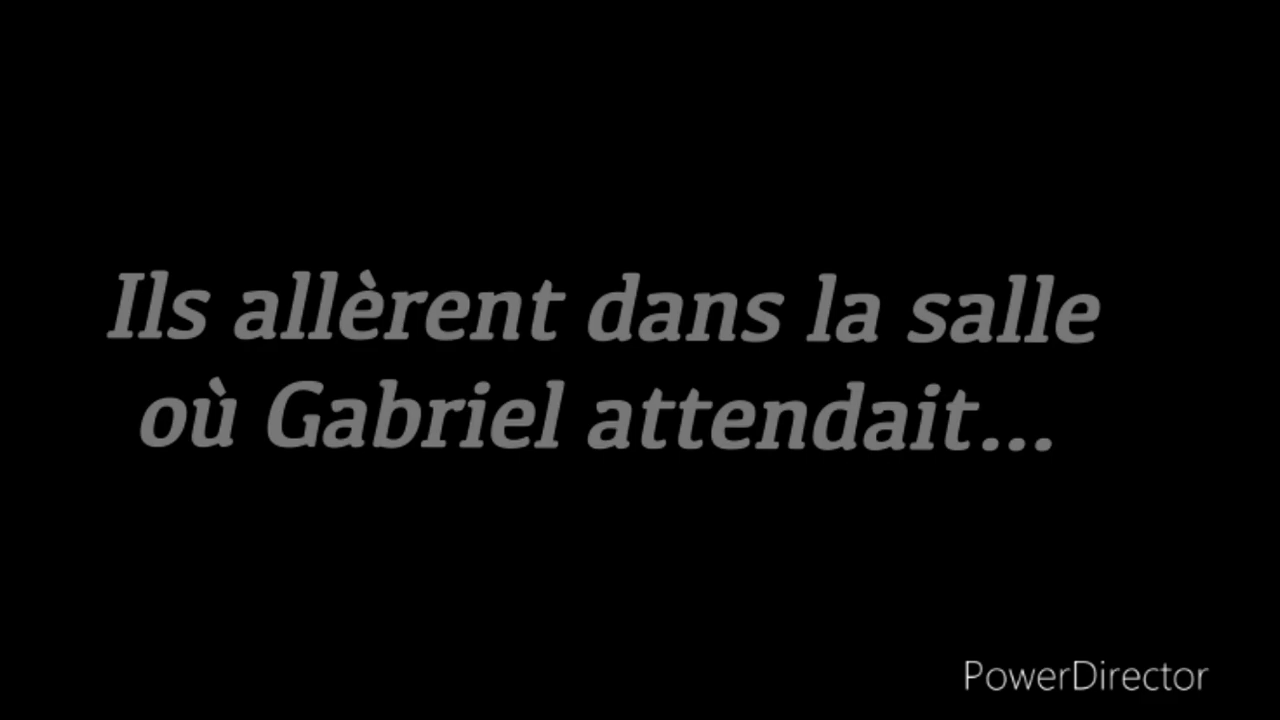 Ils allèrent dans la salle
où Gabriel attendait...
PowerDirector